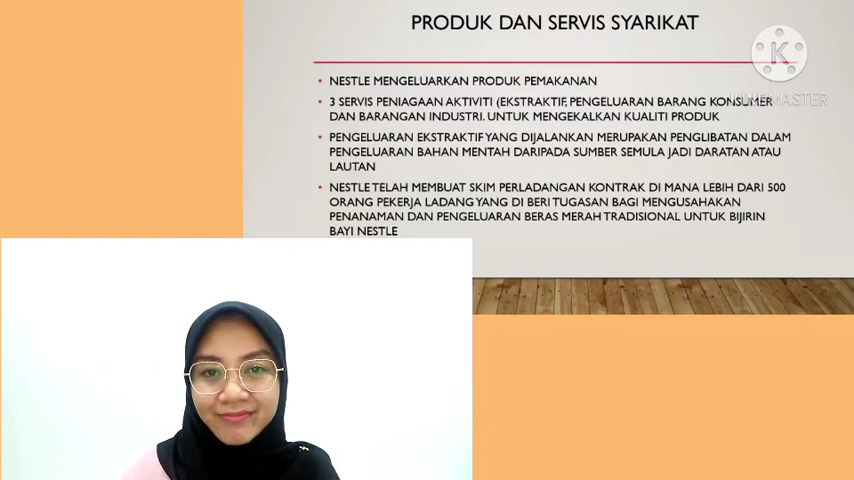 PRODUK DAN SERVIS SYARIKAT
K
KINEMASTER
• NESTLE MENGELUARKAN PRODUK PEMAKANAN
• 3 SERVIS PENIAGAAN AKTIVITI (EKSTRAKTIF, PENGELUARAN BARANG KONSUMER
DAN BARANGAN INDUSTRI. UNTUK MENGEKALKAN KUALITI PRODUK
• PENGELUARAN EKSTRAKTIF YANG DIJALANKAN MERUPAKAN PENGLIBATAN DALAM
PENGELUARAN BAHAN MENTAH DARIPADA SUMBER SEMULA JADI DARATAN ATAU
LAUTAN
• NESTLE TELAH MEMBUAT SKIM PERLADANGAN KONTRAK DI MANA LEBIH DARI 500
ORANG PEKERJA LADANG YANG DI BERI TUGASAN BAGI MENGUSAHAKAN
PENANAMAN DAN PENGELUARAN BERAS MERAH TRADISIONAL UNTUK BIJIRIN
BAYI NESTLE